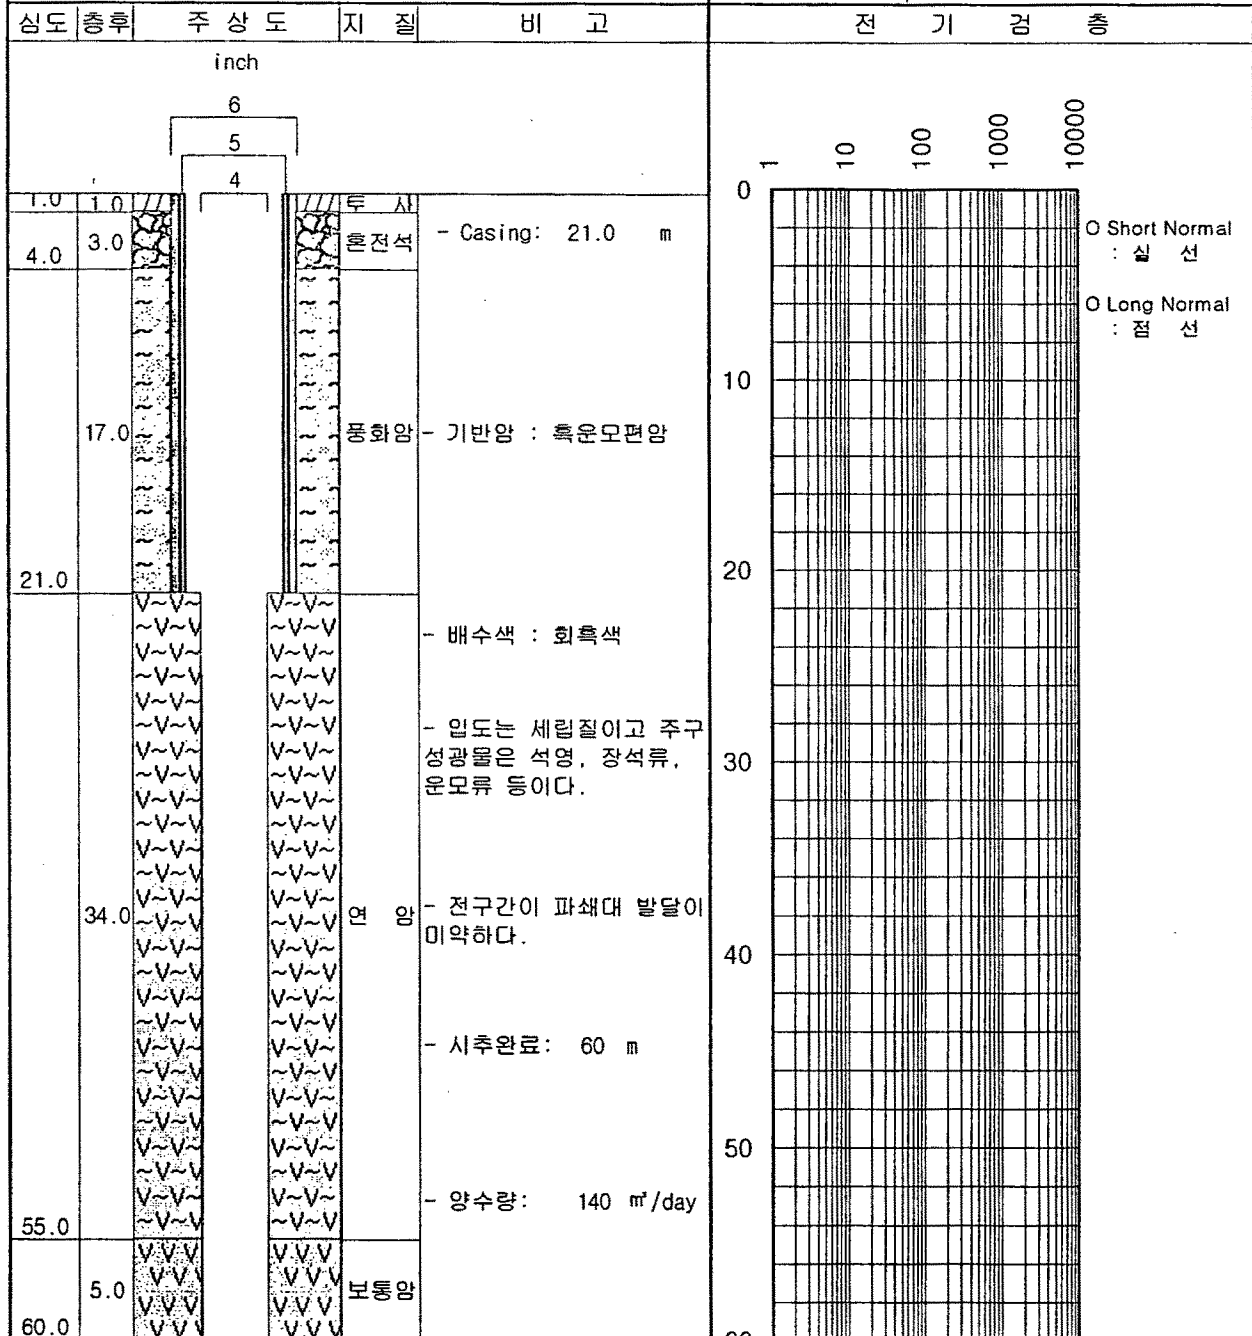 심도 층후 주 상 도 지 질 비 고 전 기 검 층
inch
6
5
4
1 10 100 1000 10000
0
1.0 1.0 토 사
3.0 혼전석 - Casing: 21.0 m
4.0
O Short Normal
: 실 선
O Long Normal
: 점 선
10
17.0 풍화암 - 기반암 : 흑운모편암
20
21.0
- 배수색 : 회흑색
- 입도는 세립질이고 주구
성광물은 석영, 장석류,
운모류 등이다.
30
34.0 연 암 - 전구간이 파쇄대 발달이
미약하다.
40
- 시추완료: 60 m
50
- 양수량: 140 ㎥/day
55.0
5.0 보통암
60.0
60